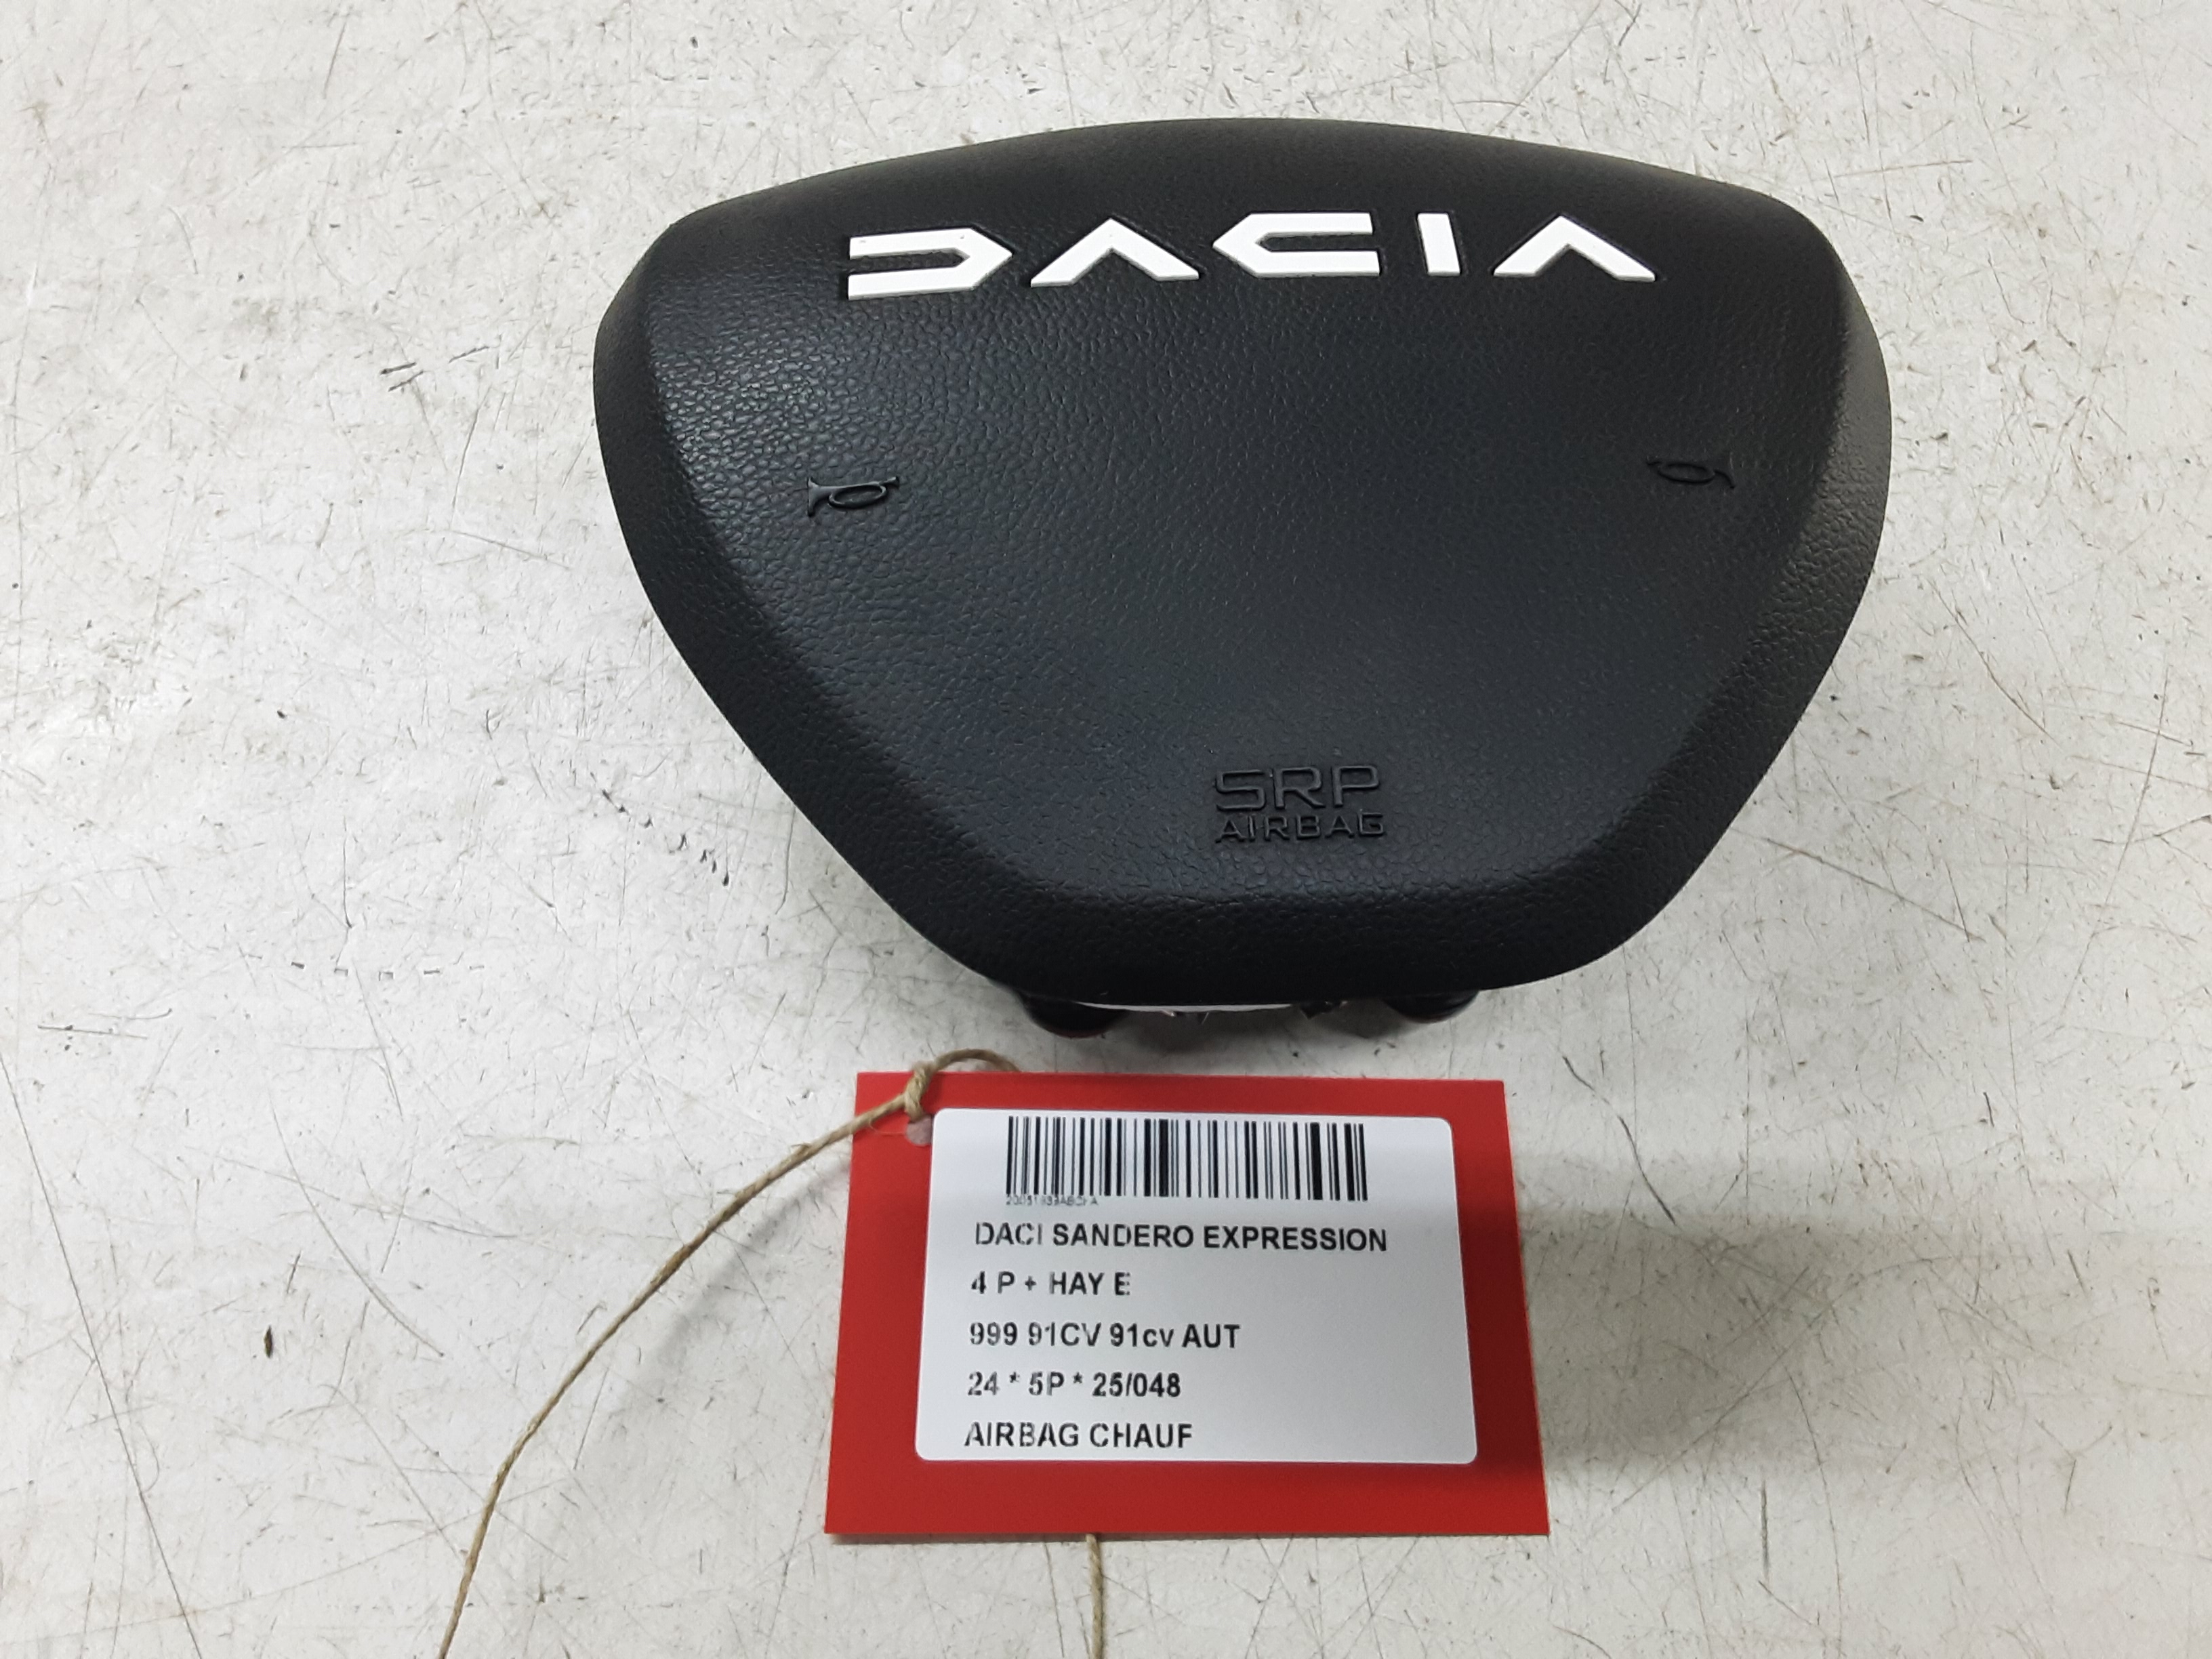 DACIA
SRP
AIRBAG
DACI SANDERO EXPRESSION
4 P + HAY E
999 91CV 91cv AUT
24 * 5P * 25/048
AIRBAG CHAUF